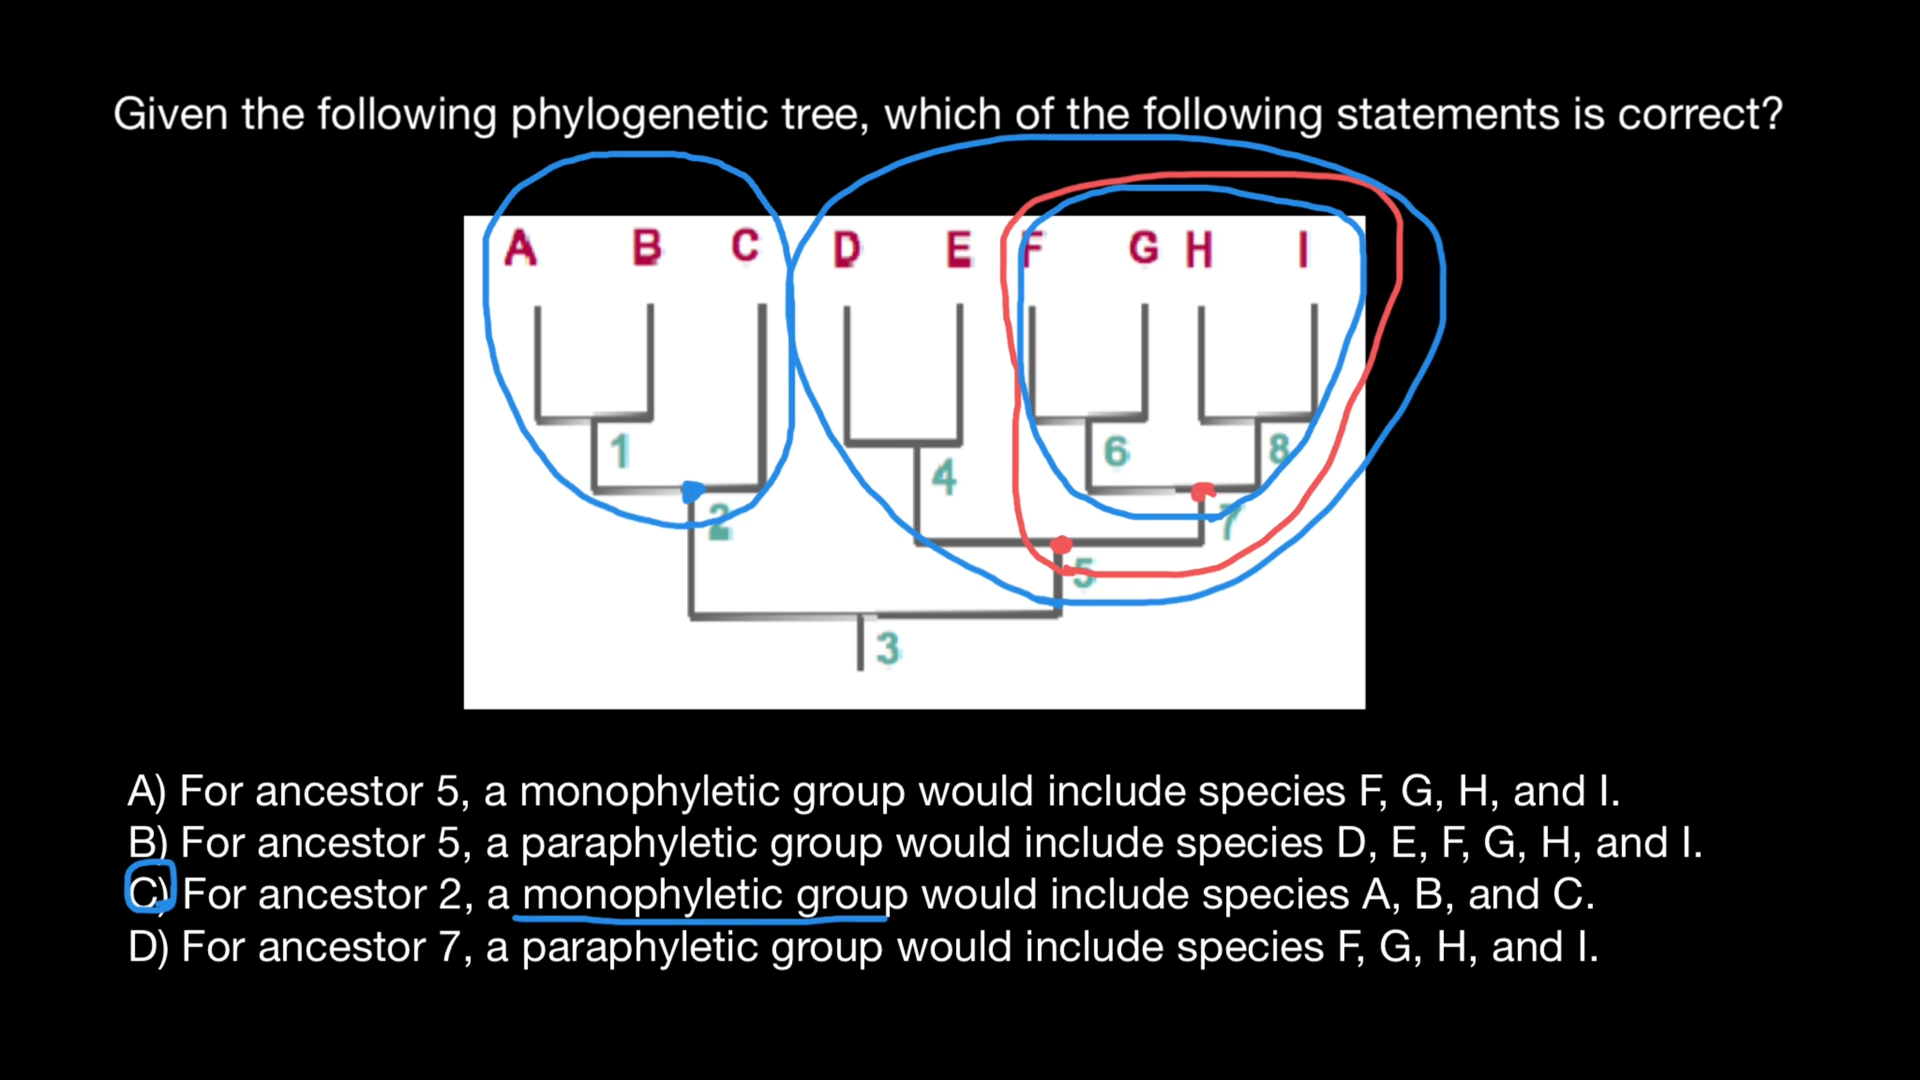 Given the following phylogenetic tree, which of the following statements is correct?
A B C D E F G H I
1 6 8
4
2 7
5
3
A) For ancestor 5, a monophyletic group would include species F, G, H, and I.
B) For ancestor 5, a paraphyletic group would include species D, E, F, G, H, and I.
C) For ancestor 2, a monophyletic group would include species A, B, and C.
D) For ancestor 7, a paraphyletic group would include species F, G, H, and I.